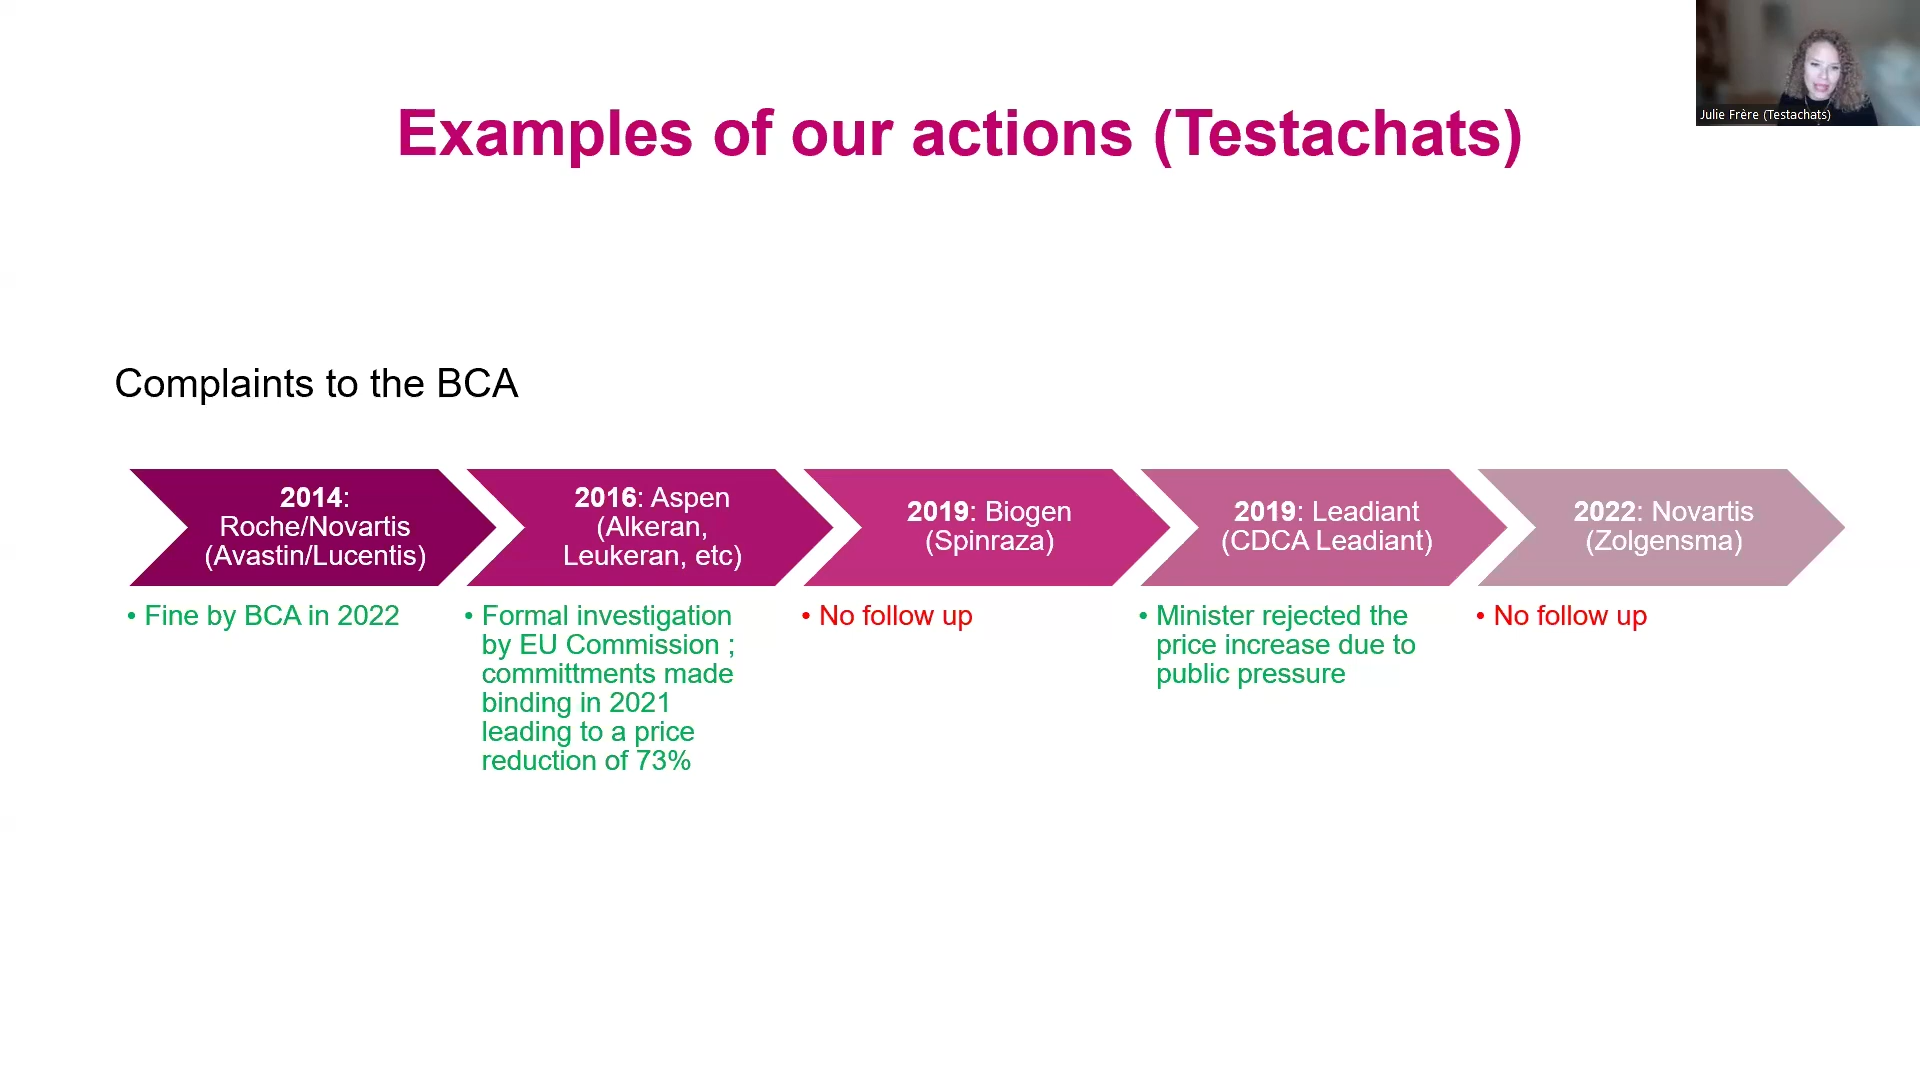 Examples of our actions (Testachats)
Julie Frère (Testachats)
Complaints to the BCA
2014:
Roche/Novartis
(Avastin/Lucentis)
• Fine by BCA in 2022
2016: Aspen
(Alkeran,
Leukeran, etc)
• Formal investigation
by EU Commission ;
committments made
binding in 2021
leading to a price
reduction of 73%
2019: Biogen
(Spinraza)
• No follow up
2019: Leadiant
(CDCA Leadiant)
• Minister rejected the
price increase due to
public pressure
2022: Novartis
(Zolgensma)
• No follow up